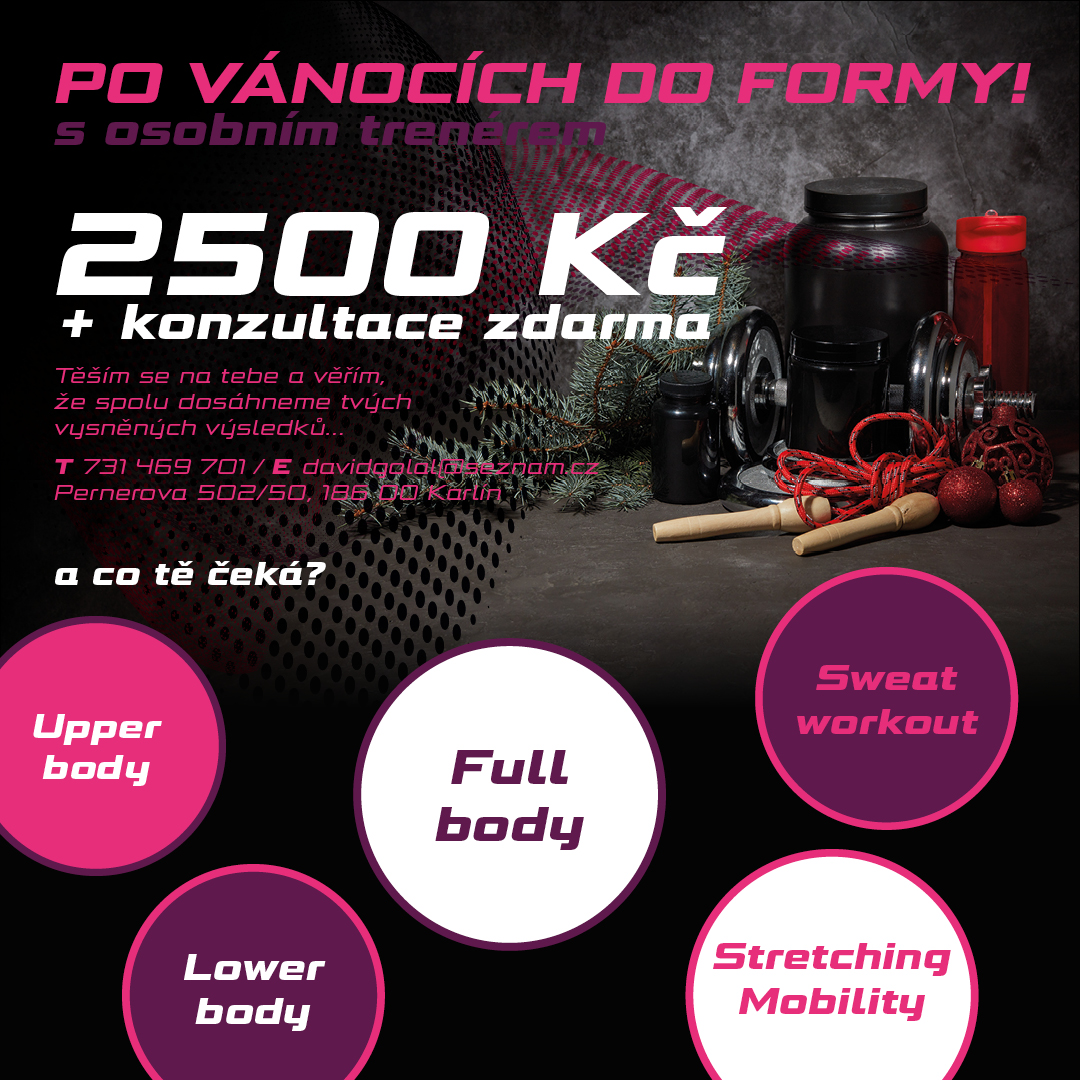 PO VÁNOCÍCH DO FORMY!
s osobním trenérem
2500 Kč
+ konzultace zdarma
Těším se na tebe a věřím,
že spolu dosáhneme tvých
vysněných výsledků...
T 731 469 701 / E davidgolal@seznam.cz
Pernerova 502/50, 186 00 Karlín
a co tě čeká?
Upper
body
Full
body
Sweat
workout
Lower
body
Stretching
Mobility